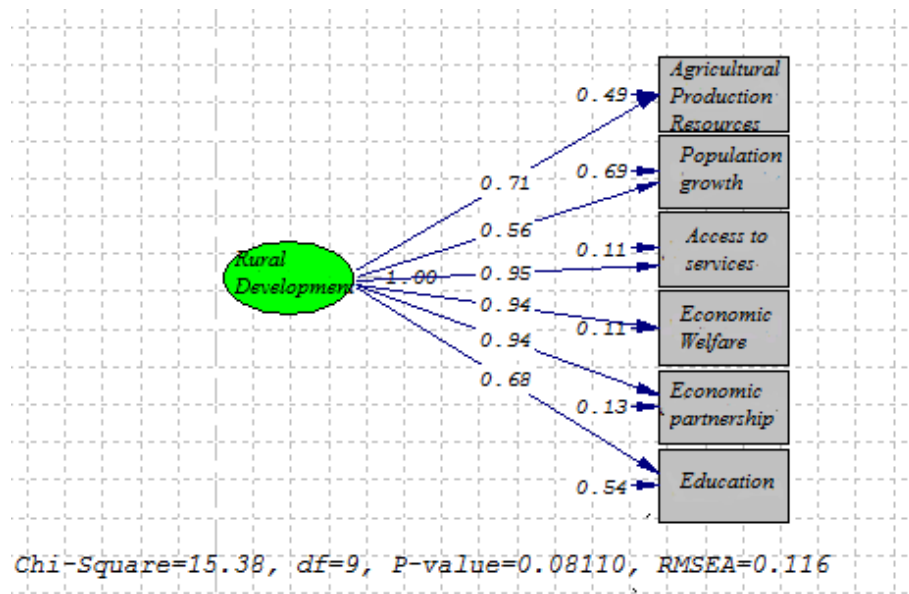 Agricultural
Production
Resources
0.49
Population
growth
0.69
0.71
0.56
Access to
services
0.11
0.95
Rural
Development
1.00
0.94
Economic
Welfare
0.11
0.94
Economic
partnership
0.13
0.68
Education
0.54
Chi-Square=15.38, df=9, P-value=0.08110, RMSEA=0.116